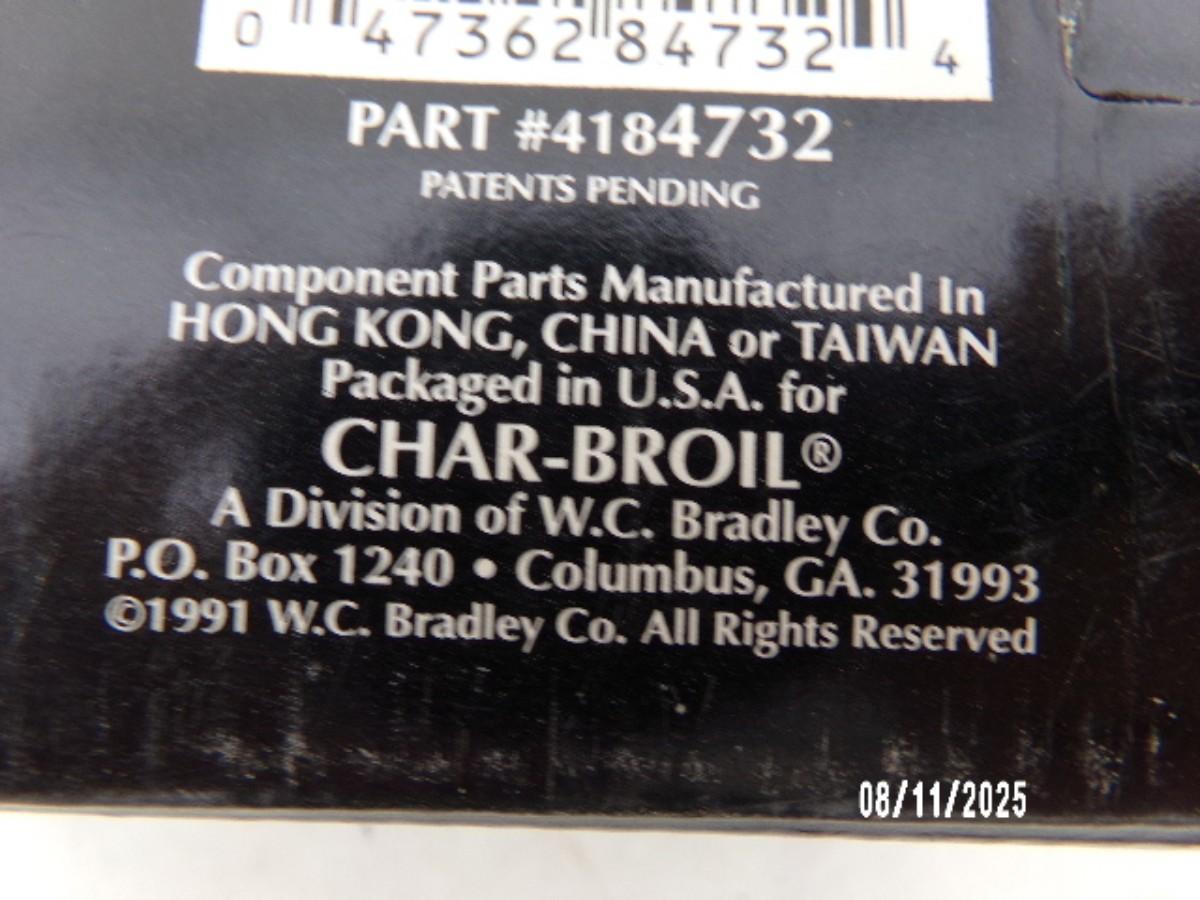 0 47362 84732 4
PART #4184732
PATENTS PENDING
Component Parts Manufactured In
HONG KONG, CHINA or TAIWAN
Packaged in U.S.A. for
CHAR-BROIL®
A Division of W.C. Bradley Co.
P.O. Box 1240 • Columbus, GA. 31993
©1991 W.C. Bradley Co. All Rights Reserved
08/11/2025